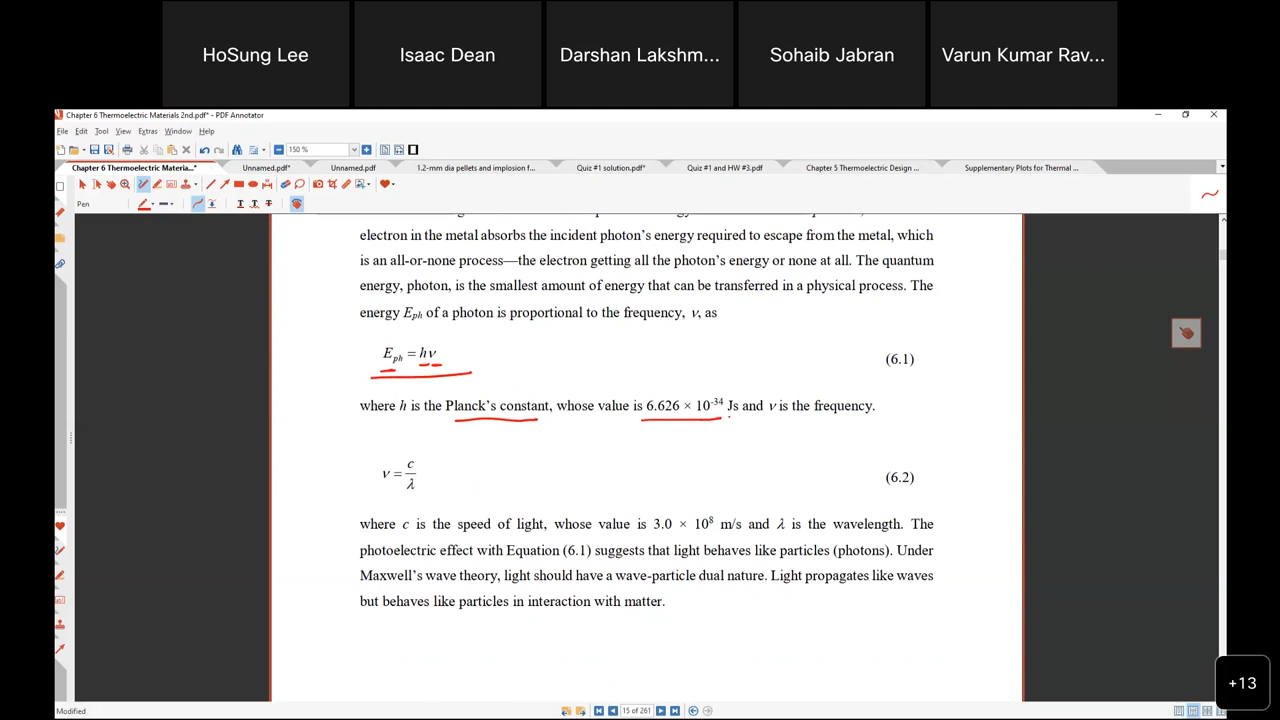 HoSung Lee
Isaac Dean
Darshan Lakshm...
Sohaib Jabran
Varun Kumar Rav...
Chapter 6 Thermoelectric Materials 2nd.pdf* - PDF Annotator
File Edit Tool View Extras Window Help
150 %
Chapter 6 Thermoelectric Materia...* Unnamed.pdf* Unnamed.pdf 1.2-mm dia pellets and implosion f... Quiz #1 solution.pdf* Quiz #1 and HW #3.pdf Chapter 5 Thermoelectric Design ... Supplementary Plots for Thermal ...
Pen
electron in the metal absorbs the incident photon's energy required to escape from the metal, which
is an all-or-none process—the electron getting all the photon's energy or none at all. The quantum
energy, photon, is the smallest amount of energy that can be transferred in a physical process. The
energy Eph of a photon is proportional to the frequency, ν, as
Eph = hν (6.1)
where h is the Planck's constant, whose value is 6.626 × 10⁻³⁴ Js and ν is the frequency.
ν = c/λ (6.2)
where c is the speed of light, whose value is 3.0 × 10⁸ m/s and λ is the wavelength. The
photoelectric effect with Equation (6.1) suggests that light behaves like particles (photons). Under
Maxwell's wave theory, light should have a wave-particle dual nature. Light propagates like waves
but behaves like particles in interaction with matter.
+13
Modified
15 of 261